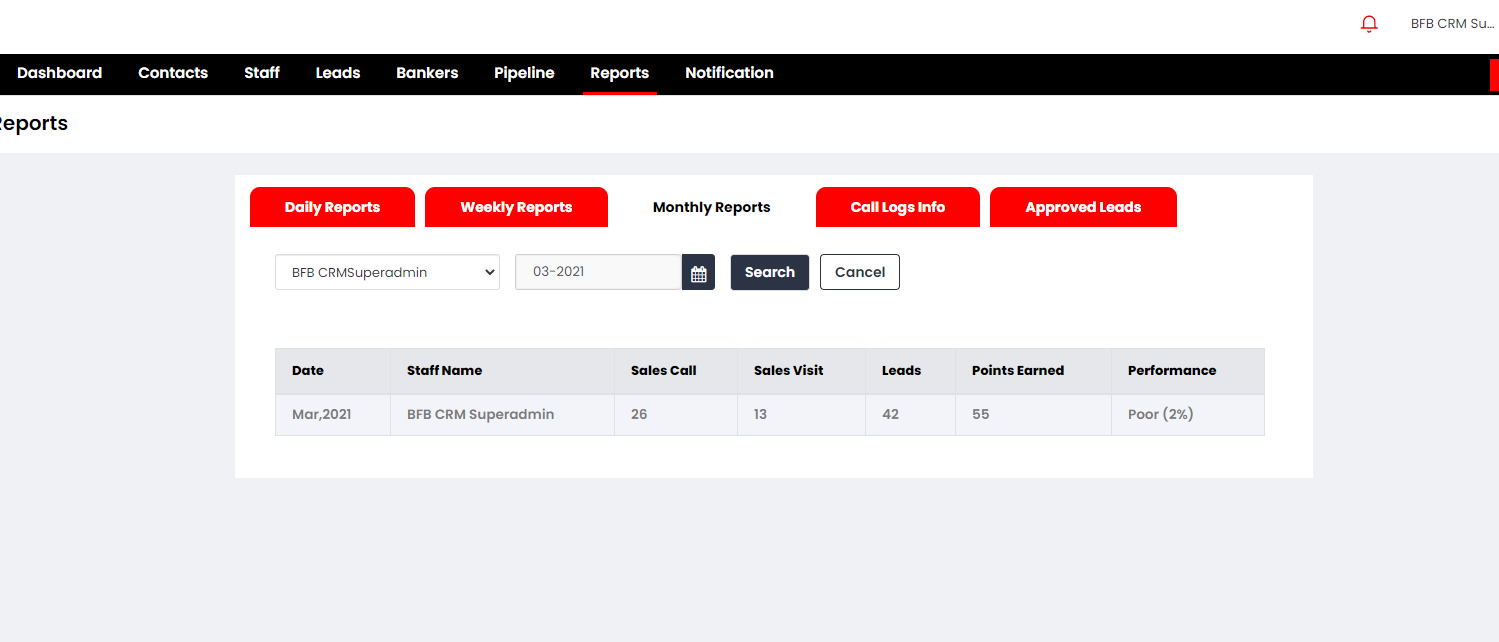 BFB CRM Su...
Dashboard Contacts Staff Leads Bankers Pipeline Reports Notification
Reports
Daily Reports Weekly Reports Monthly Reports Call Logs Info Approved Leads
BFB CRMSuperadmin 03-2021 Search Cancel
Date Staff Name Sales Call Sales Visit Leads Points Earned Performance
Mar,2021 BFB CRM Superadmin 26 13 42 55 Poor (2%)